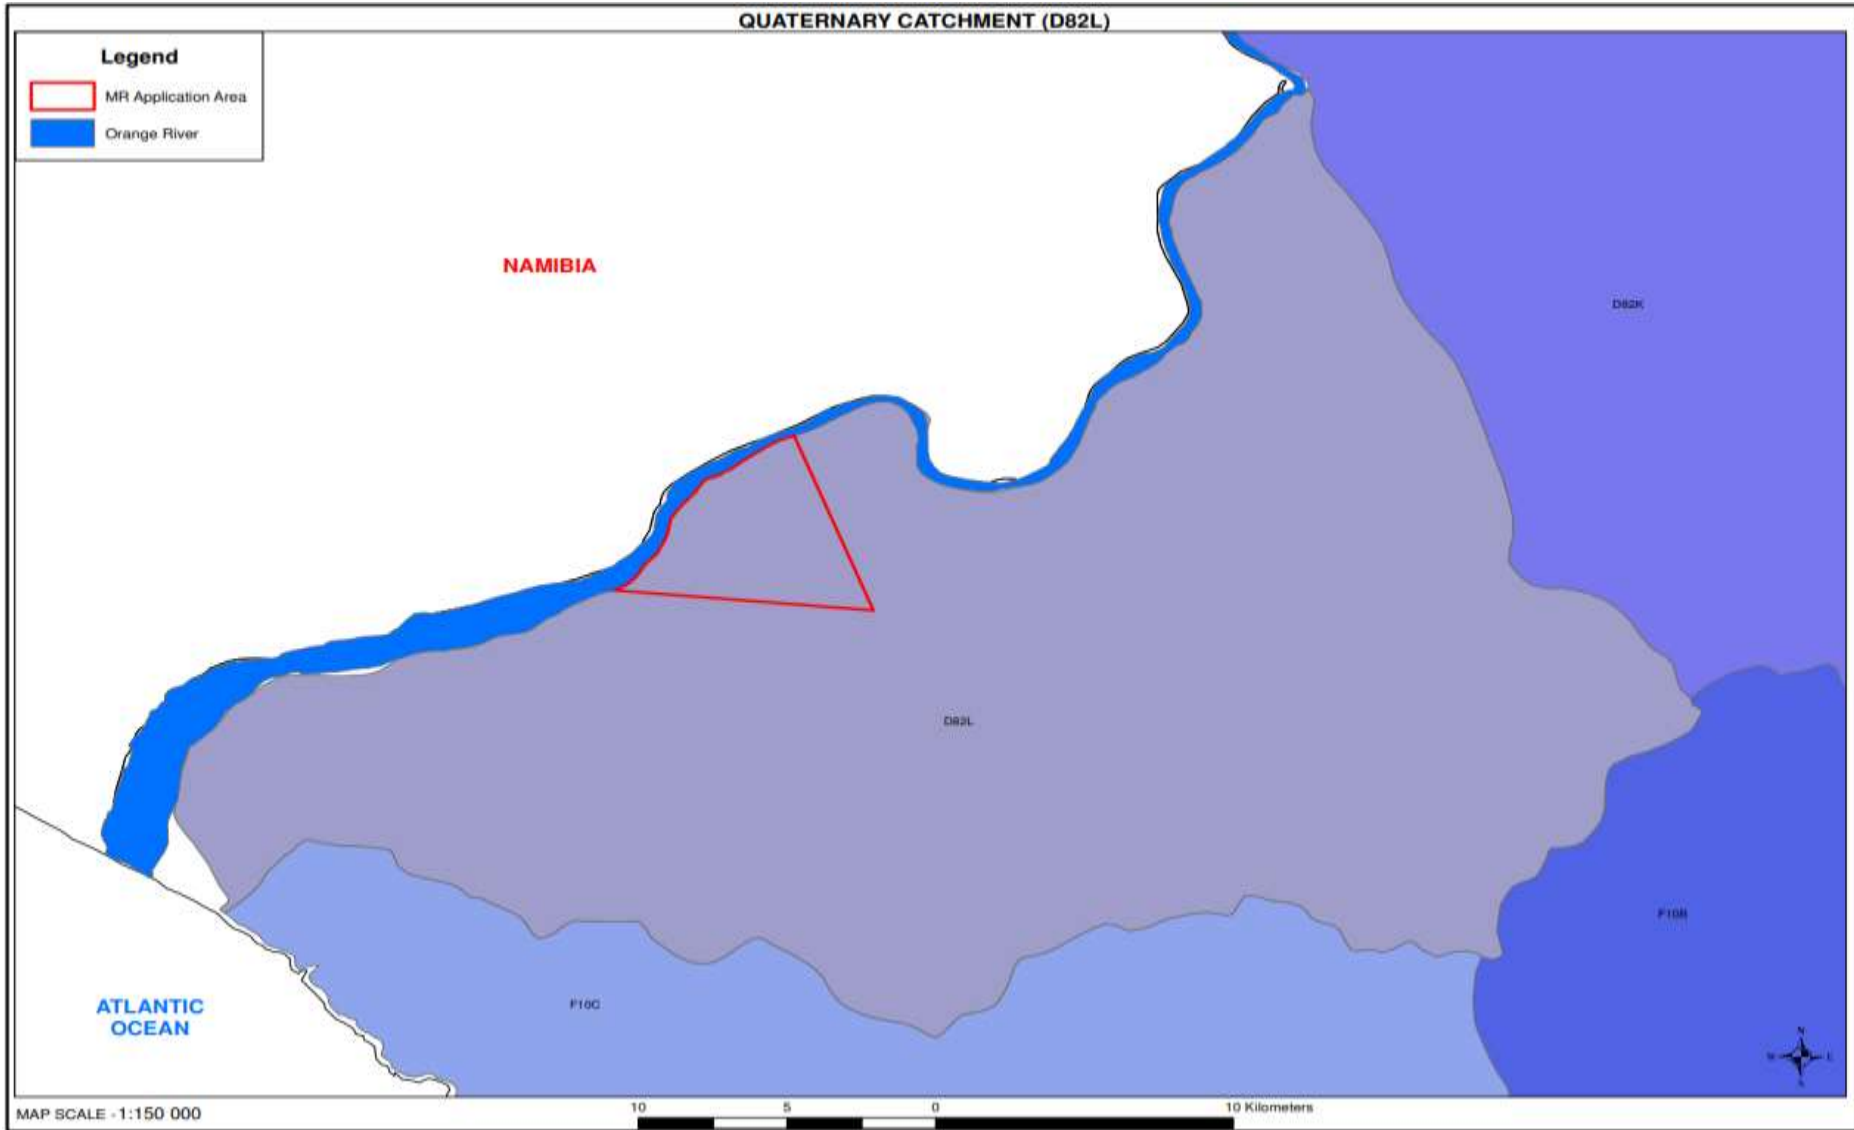 QUATERNARY CATCHMENT (D82L)
Legend
MR Application Area
Orange River
NAMIBIA
D82K
D82L
F10B
F10C
ATLANTIC
OCEAN
N
W E
S
MAP SCALE - 1:150 000
10 5 0 10 Kilometers